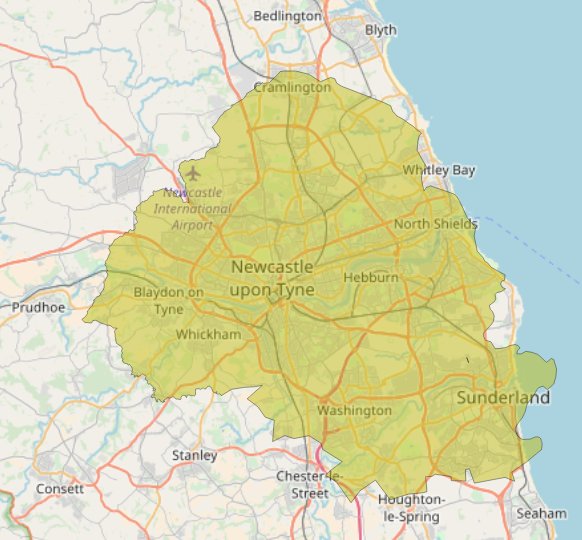 Bedlington
Blyth
Cramlington
Whitley Bay
Newcastle
International
Airport
North Shields
Newcastle
upon Tyne
Hebburn
Blaydon on
Tyne
Prudhoe
Whickham
Sunderland
Washington
Stanley
Consett
Chester-le-
Street
Houghton-
le-Spring
Seaham